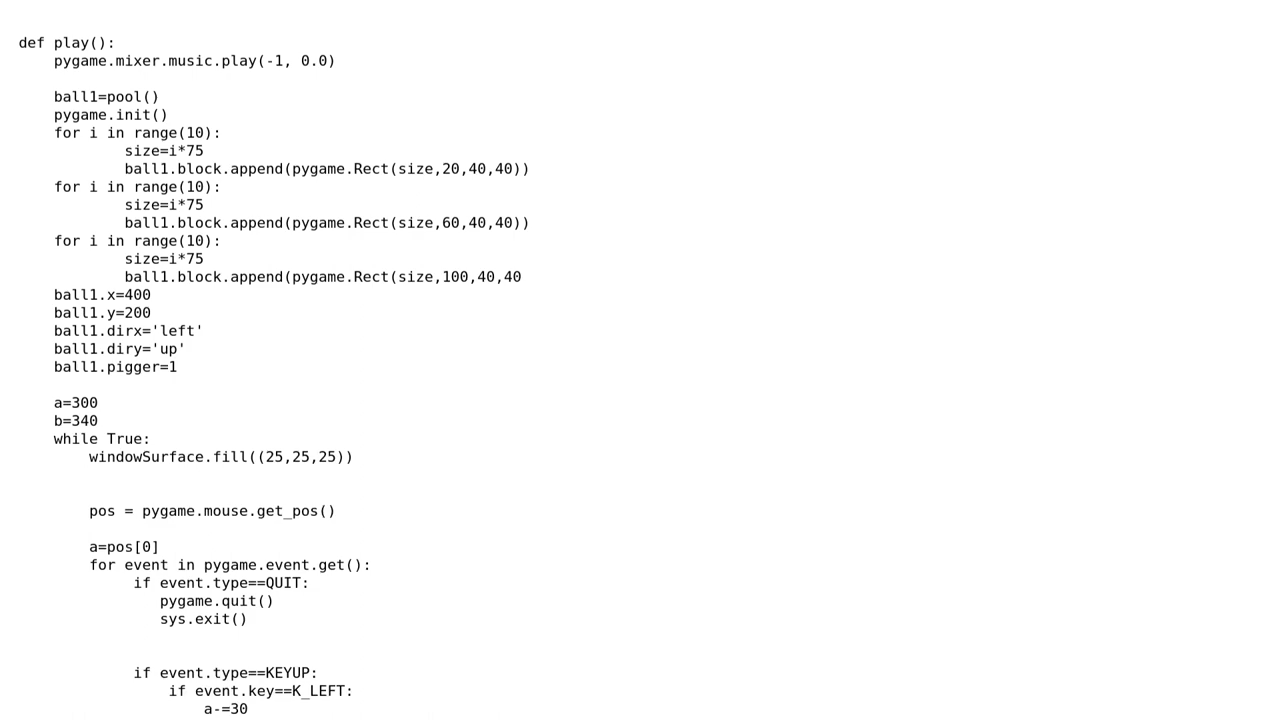 def play():
    pygame.mixer.music.play(-1, 0.0)

    ball1=pool()
    pygame.init()
    for i in range(10):
            size=i*75
            ball1.block.append(pygame.Rect(size,20,40,40))
    for i in range(10):
            size=i*75
            ball1.block.append(pygame.Rect(size,60,40,40))
    for i in range(10):
            size=i*75
            ball1.block.append(pygame.Rect(size,100,40,40
    ball1.x=400
    ball1.y=200
    ball1.dirx='left'
    ball1.diry='up'
    ball1.pigger=1

    a=300
    b=340
    while True:
        windowSurface.fill((25,25,25))


        pos = pygame.mouse.get_pos()

        a=pos[0]
        for event in pygame.event.get():
             if event.type==QUIT:
                pygame.quit()
                sys.exit()


             if event.type==KEYUP:
                 if event.key==K_LEFT:
                     a-=30